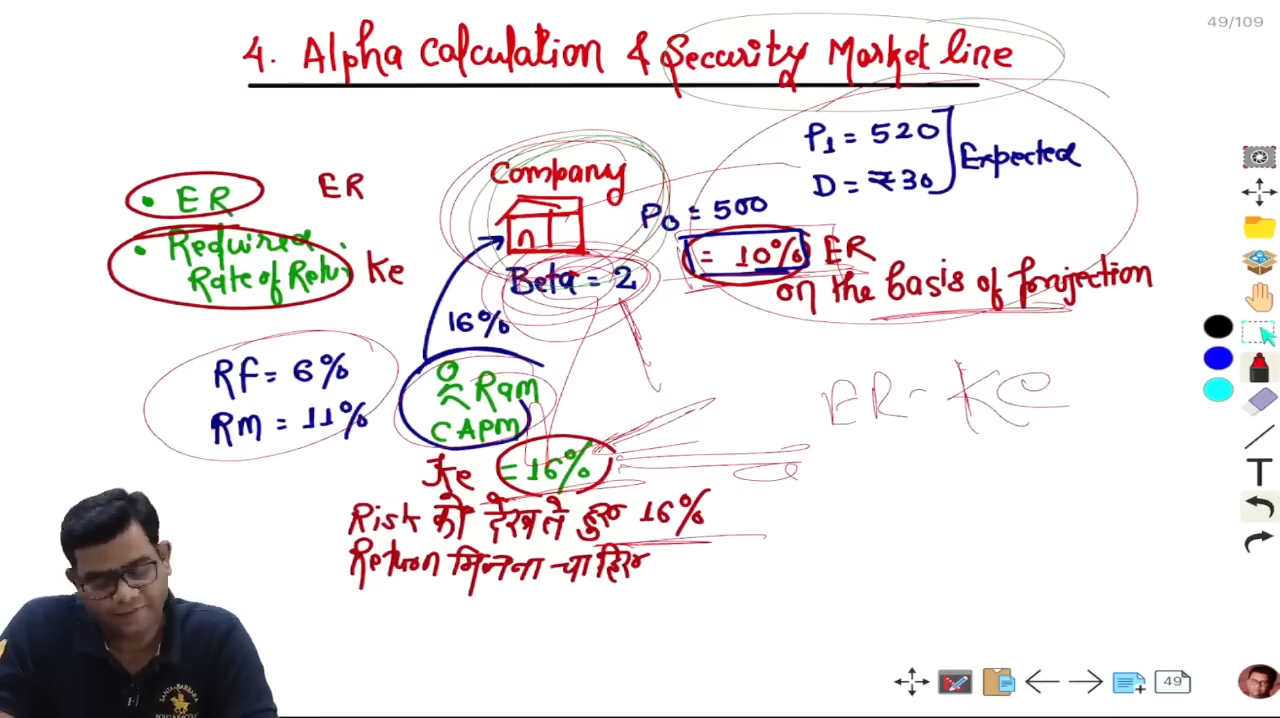 49/109
4. Alpha Calculation & Security Market line
P1 = 520
D = ₹30
Expected
Company
P0 = 500
= 10% ER
on the basis of Projection
• ER ER
• Required
Rate of Return Ke
Beta = 2
16%
RF = 6%
Rm = 11%
Ram
CAPM
Ke = 16%
ER - Ke
Risk को देखते हुए 16%
Return मिलना चाहिए
T
49
SANTA BARBARA